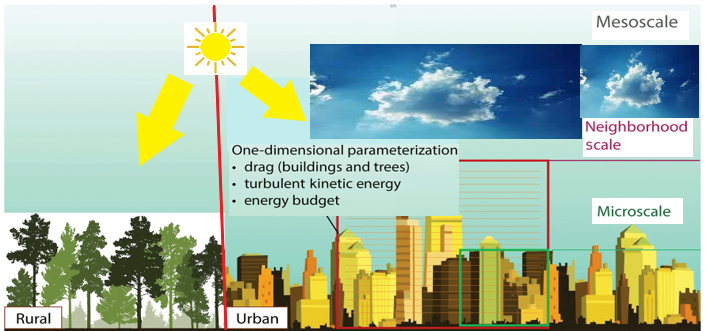 Mesoscale
Neighborhood
scale
One-dimensional parameterization
• drag (buildings and trees)
• turbulent kinetic energy
• energy budget
Microscale
Rural
Urban